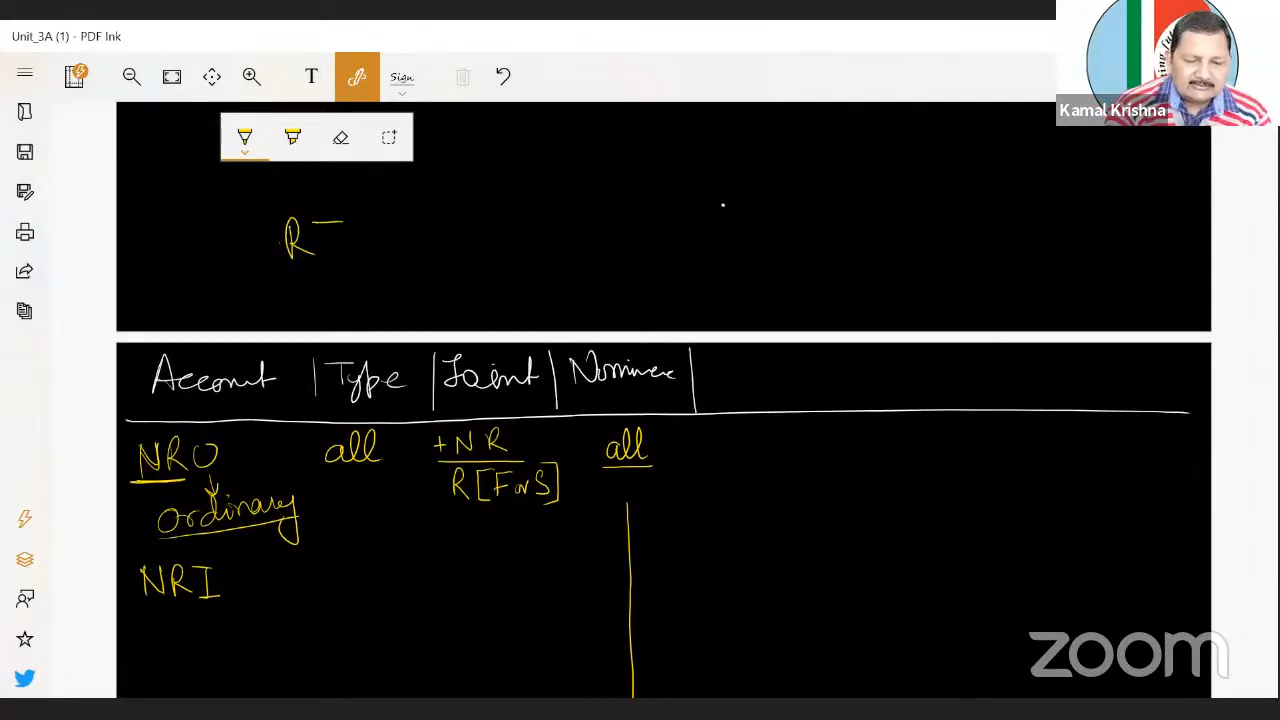 Unit_3A (1) - PDF Ink
T
Sign
Kamal Krishna
R
Account | Type | Joint | Nominee |
NRO all +NR all
R[F or S]
ordinary
NRI
zoom